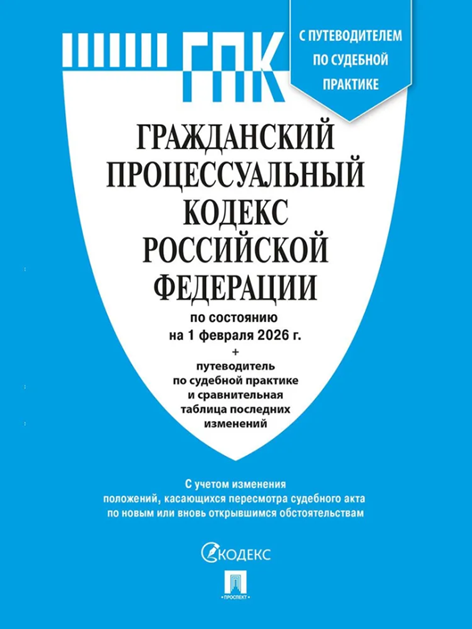 ГПК
С ПУТЕВОДИТЕЛЕМ
ПО СУДЕБНОЙ
ПРАКТИКЕ
ГРАЖДАНСКИЙ
ПРОЦЕССУАЛЬНЫЙ
КОДЕКС
РОССИЙСКОЙ
ФЕДЕРАЦИИ
по состоянию
на 1 февраля 2026 г.
+
путеводитель
по судебной практике
и сравнительная
таблица последних
изменений
С учетом изменения
положений, касающихся пересмотра судебного акта
по новым или вновь открывшимся обстоятельствам
КОДЕКС
П
·ПРОСПЕКТ·